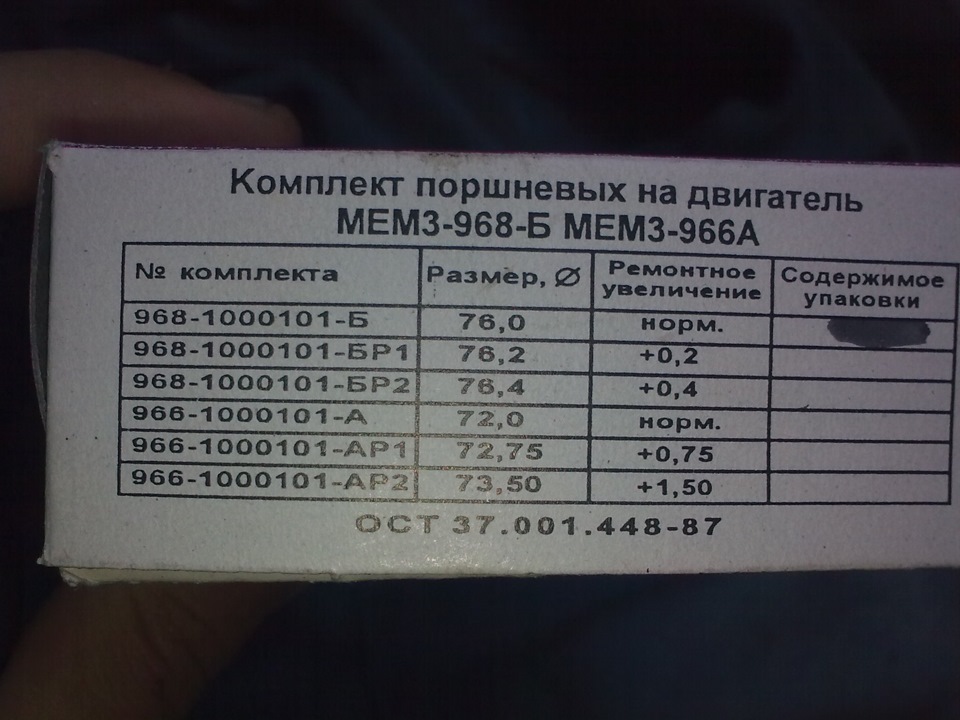 Комплект поршневых на двигатель
МЕМЗ-968-Б МЕМЗ-966А
№ комплекта Размер, Ø Ремонтное увеличение Содержимое упаковки
968-1000101-Б 76,0 норм.
968-1000101-БР1 76,2 +0,2
968-1000101-БР2 76,4 +0,4
966-1000101-А 72,0 норм.
966-1000101-АР1 72,75 +0,75
966-1000101-АР2 73,50 +1,50
ОСТ 37.001.448-87